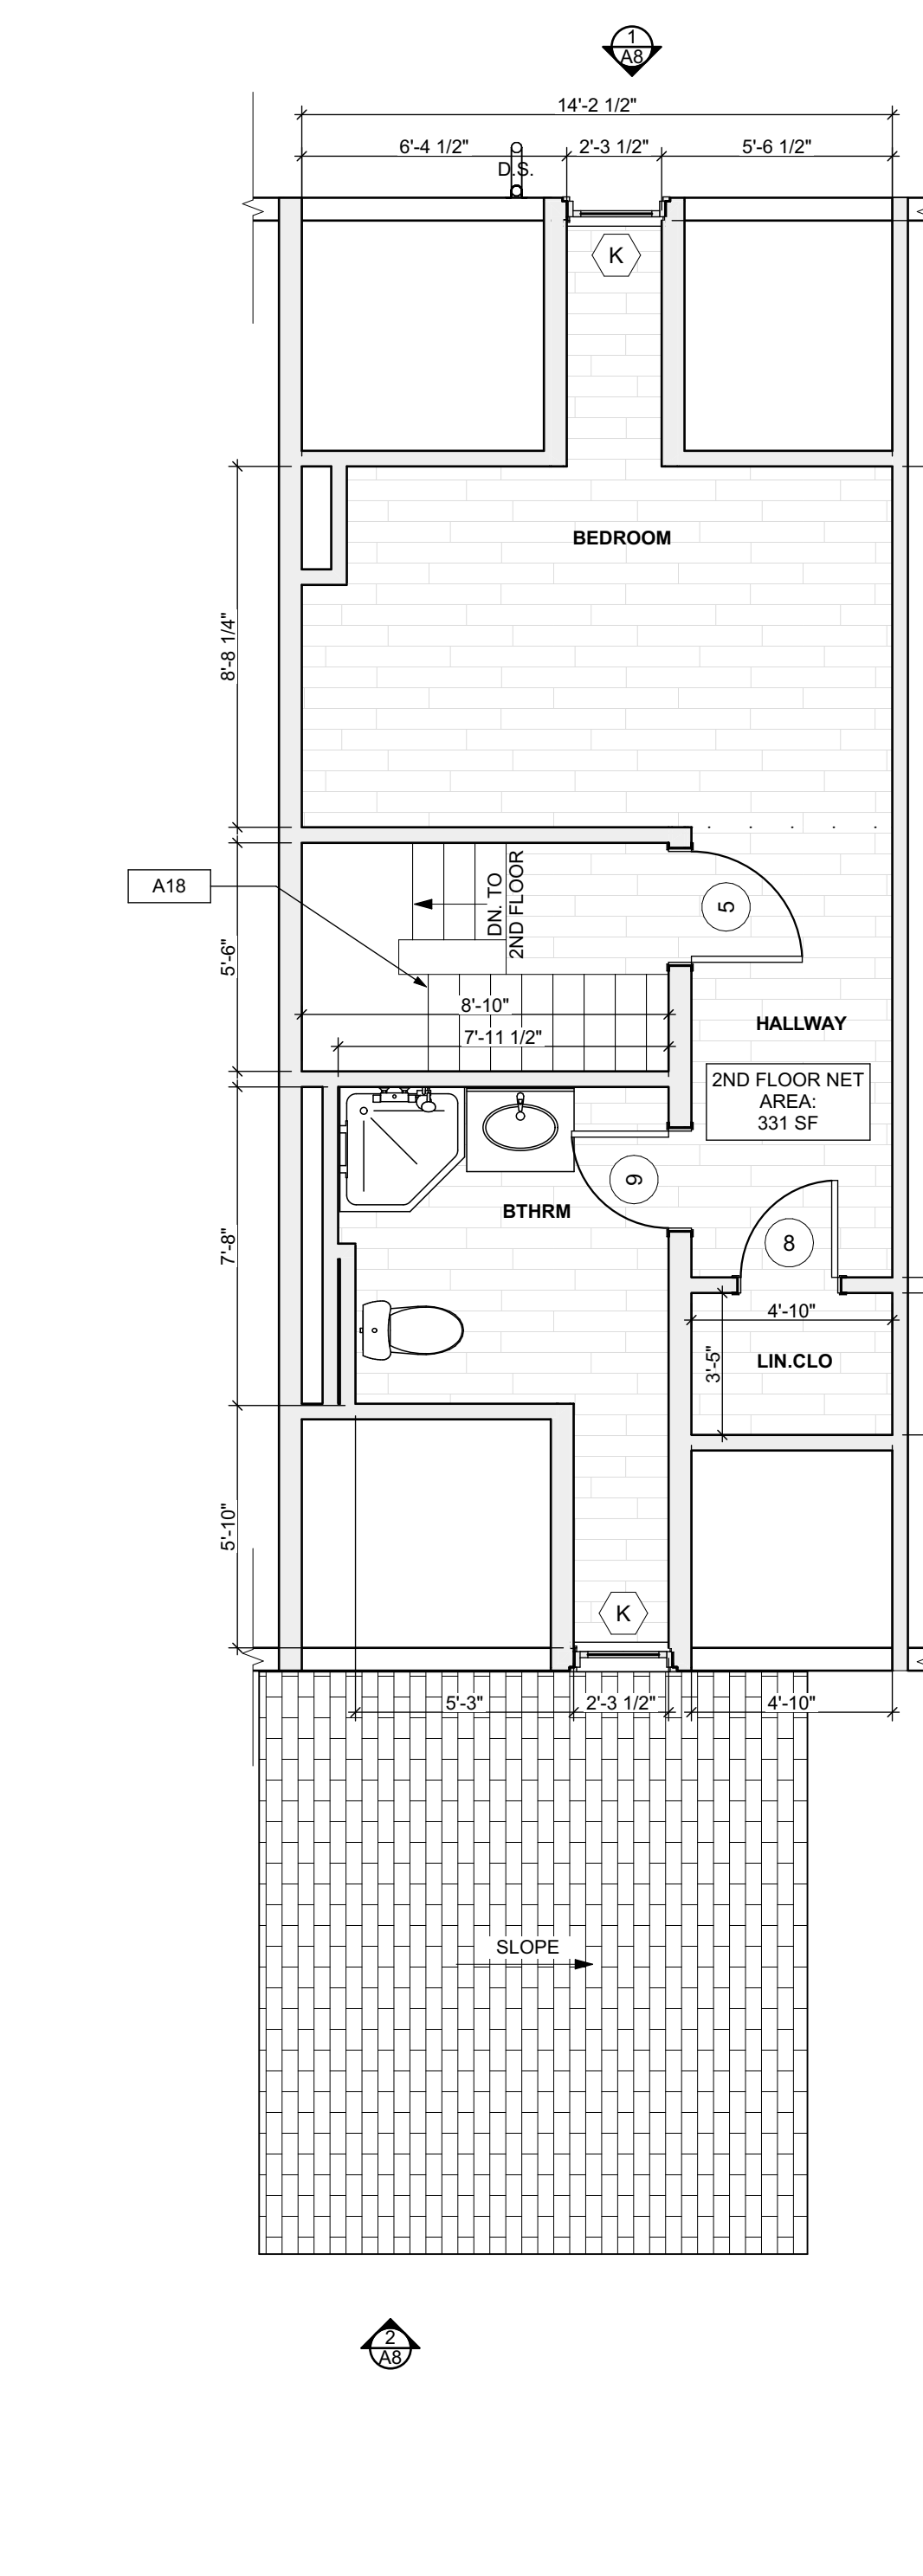 1
A8
14'-2 1/2"
6'-4 1/2"
2'-3 1/2"
5'-6 1/2"
D.S.
K
BEDROOM
8'-8 1/4"
A18
DN. TO
2ND FLOOR
5
5'-6"
8'-10"
7'-11 1/2"
HALLWAY
2ND FLOOR NET
AREA:
331 SF
9
BTHRM
8
7'-8"
4'-10"
3'-5"
LIN.CLO
5'-10"
K
5'-3"
2'-3 1/2"
4'-10"
SLOPE
2
A8